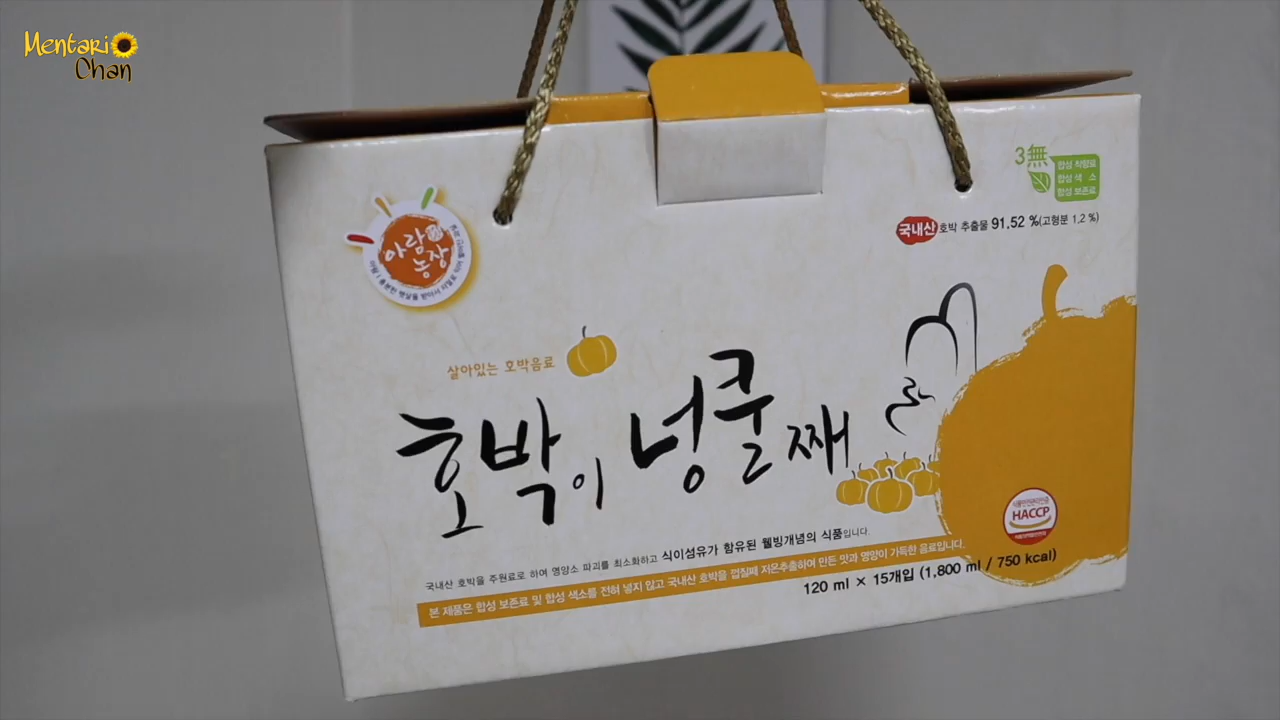 Mentari
Chan
3無
합성 착향료
합성 색 소
합성 보존료
국내산 호박 추출물 91.52 %(고형분 1.2 %)
아람
농장
살아있는 호박음료
호박이 넝쿨째
HACCP
국내산 호박을 주원료로 하여 영양소 파괴를 최소화하고 식이섬유가 함유된 웰빙개념의 식품입니다.
본 제품은 합성 보존료 및 합성 색소를 전혀 넣지 않고 국내산 호박을 껍질째 저온추출하여 만든 맛과 영양이 가득한 음료입니다.
120 ml × 15개입 (1,800 ml / 750 kcal)